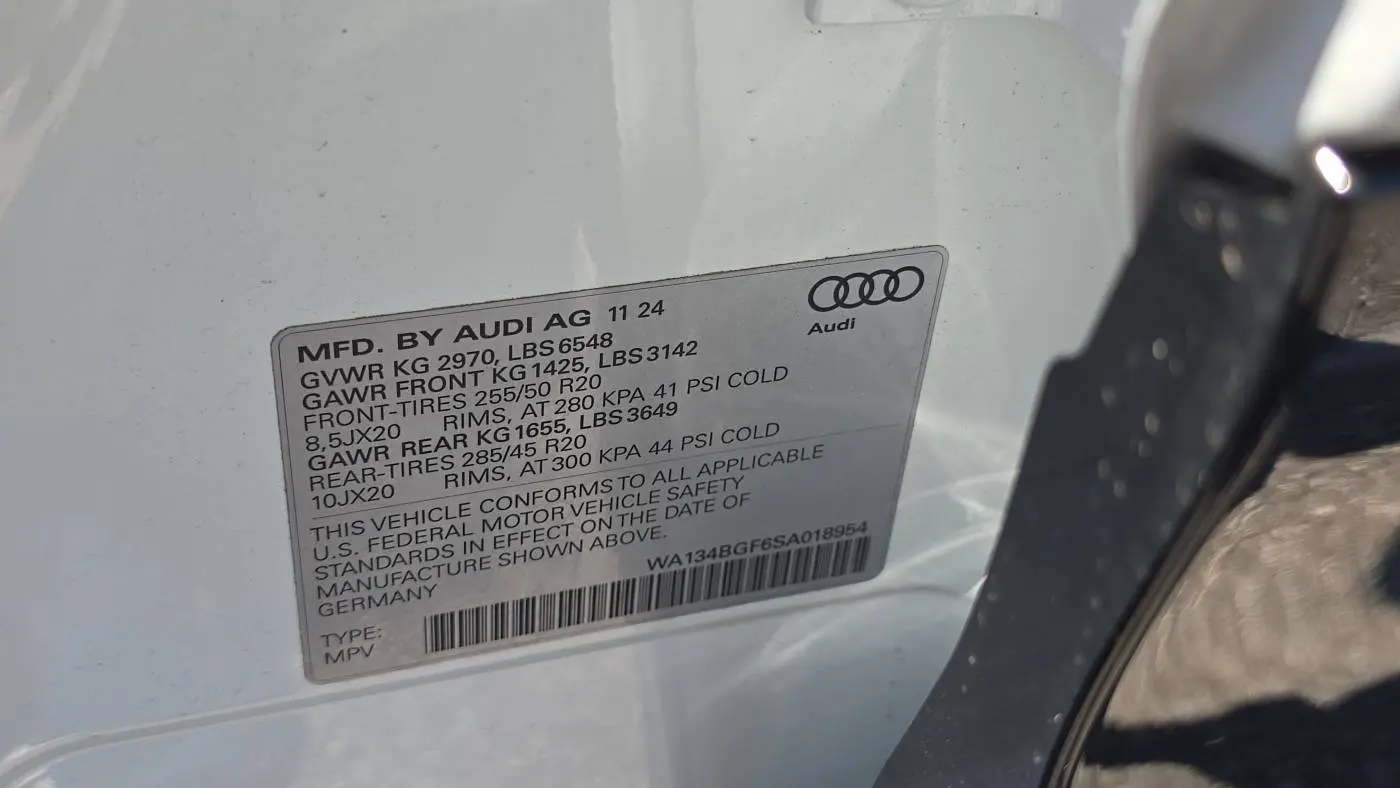 MFD. BY AUDI AG 11 24
Audi
GVWR KG 2970, LBS 6548
GAWR FRONT KG 1425, LBS 3142
FRONT-TIRES 255/50 R20
8,5JX20 RIMS, AT 280 KPA 41 PSI COLD
GAWR REAR KG 1655, LBS 3649
REAR-TIRES 285/45 R20
10JX20 RIMS, AT 300 KPA 44 PSI COLD
THIS VEHICLE CONFORMS TO ALL APPLICABLE
U.S. FEDERAL MOTOR VEHICLE SAFETY
STANDARDS IN EFFECT ON THE DATE OF
MANUFACTURE SHOWN ABOVE.
GERMANY
WA134BGF6SA018954
TYPE:
MPV